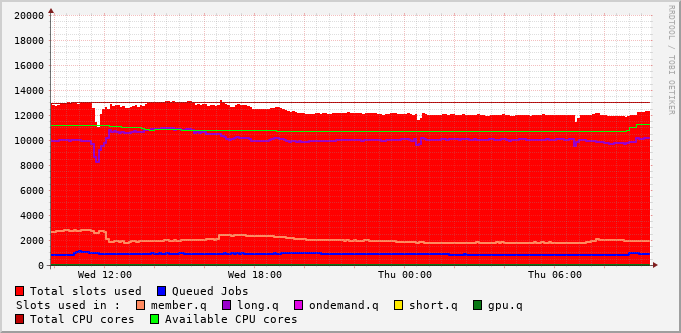 RRDTOOL / TOBI OETIKER
20000
18000
16000
14000
12000
10000
8000
6000
4000
2000
0
Wed 12:00 Wed 18:00 Thu 00:00 Thu 06:00
Total slots used Queued Jobs
Slots used in : member.q long.q ondemand.q short.q gpu.q
Total CPU cores Available CPU cores